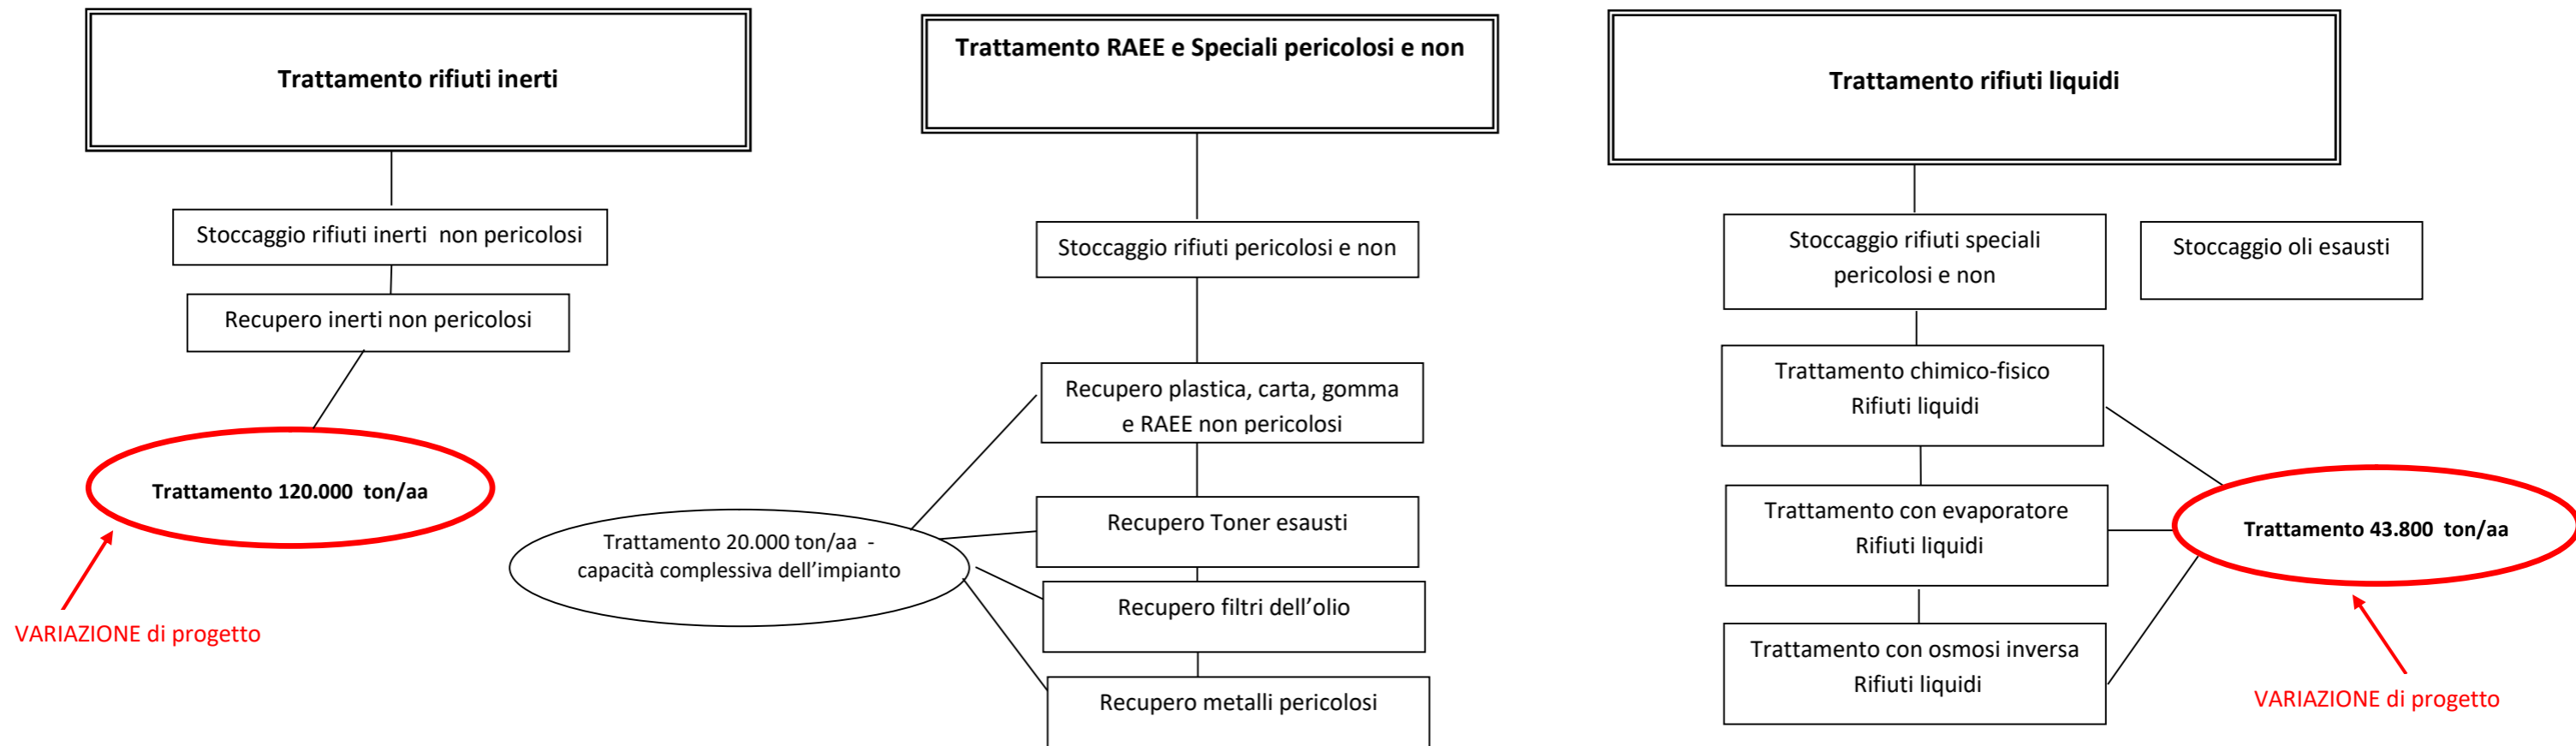 Trattamento rifiuti inerti
Stoccaggio rifiuti inerti non pericolosi
Recupero inerti non pericolosi
Trattamento 120.000 ton/aa
VARIAZIONE di progetto
Trattamento RAEE e Speciali pericolosi e non
Stoccaggio rifiuti pericolosi e non
Recupero plastica, carta, gomma
e RAEE non pericolosi
Recupero Toner esausti
Trattamento 20.000 ton/aa -
capacità complessiva dell’impianto
Recupero filtri dell’olio
Recupero metalli pericolosi
Trattamento rifiuti liquidi
Stoccaggio rifiuti speciali
pericolosi e non
Stoccaggio oli esausti
Trattamento chimico-fisico
Rifiuti liquidi
Trattamento con evaporatore
Rifiuti liquidi
Trattamento 43.800 ton/aa
Trattamento con osmosi inversa
Rifiuti liquidi
VARIAZIONE di progetto